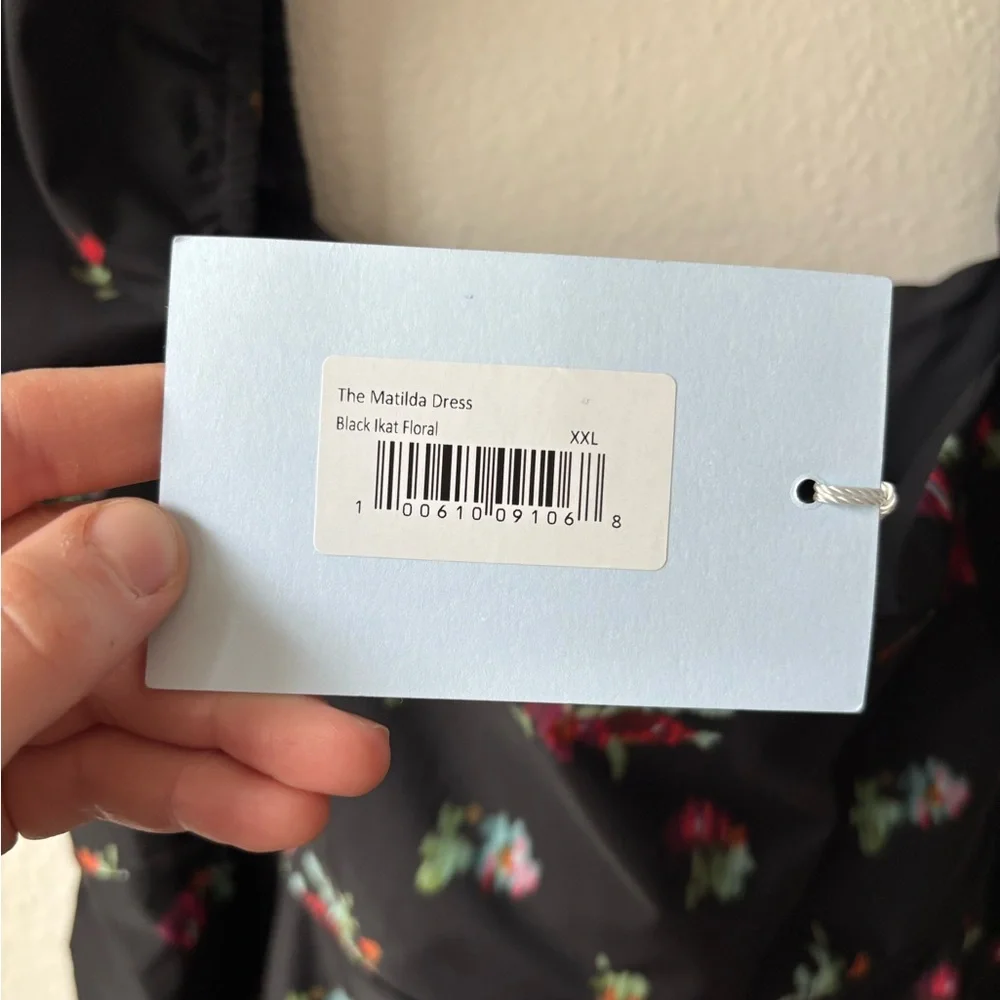 The Matilda Dress
Black Ikat Floral
XXL
1 00610 09106 8